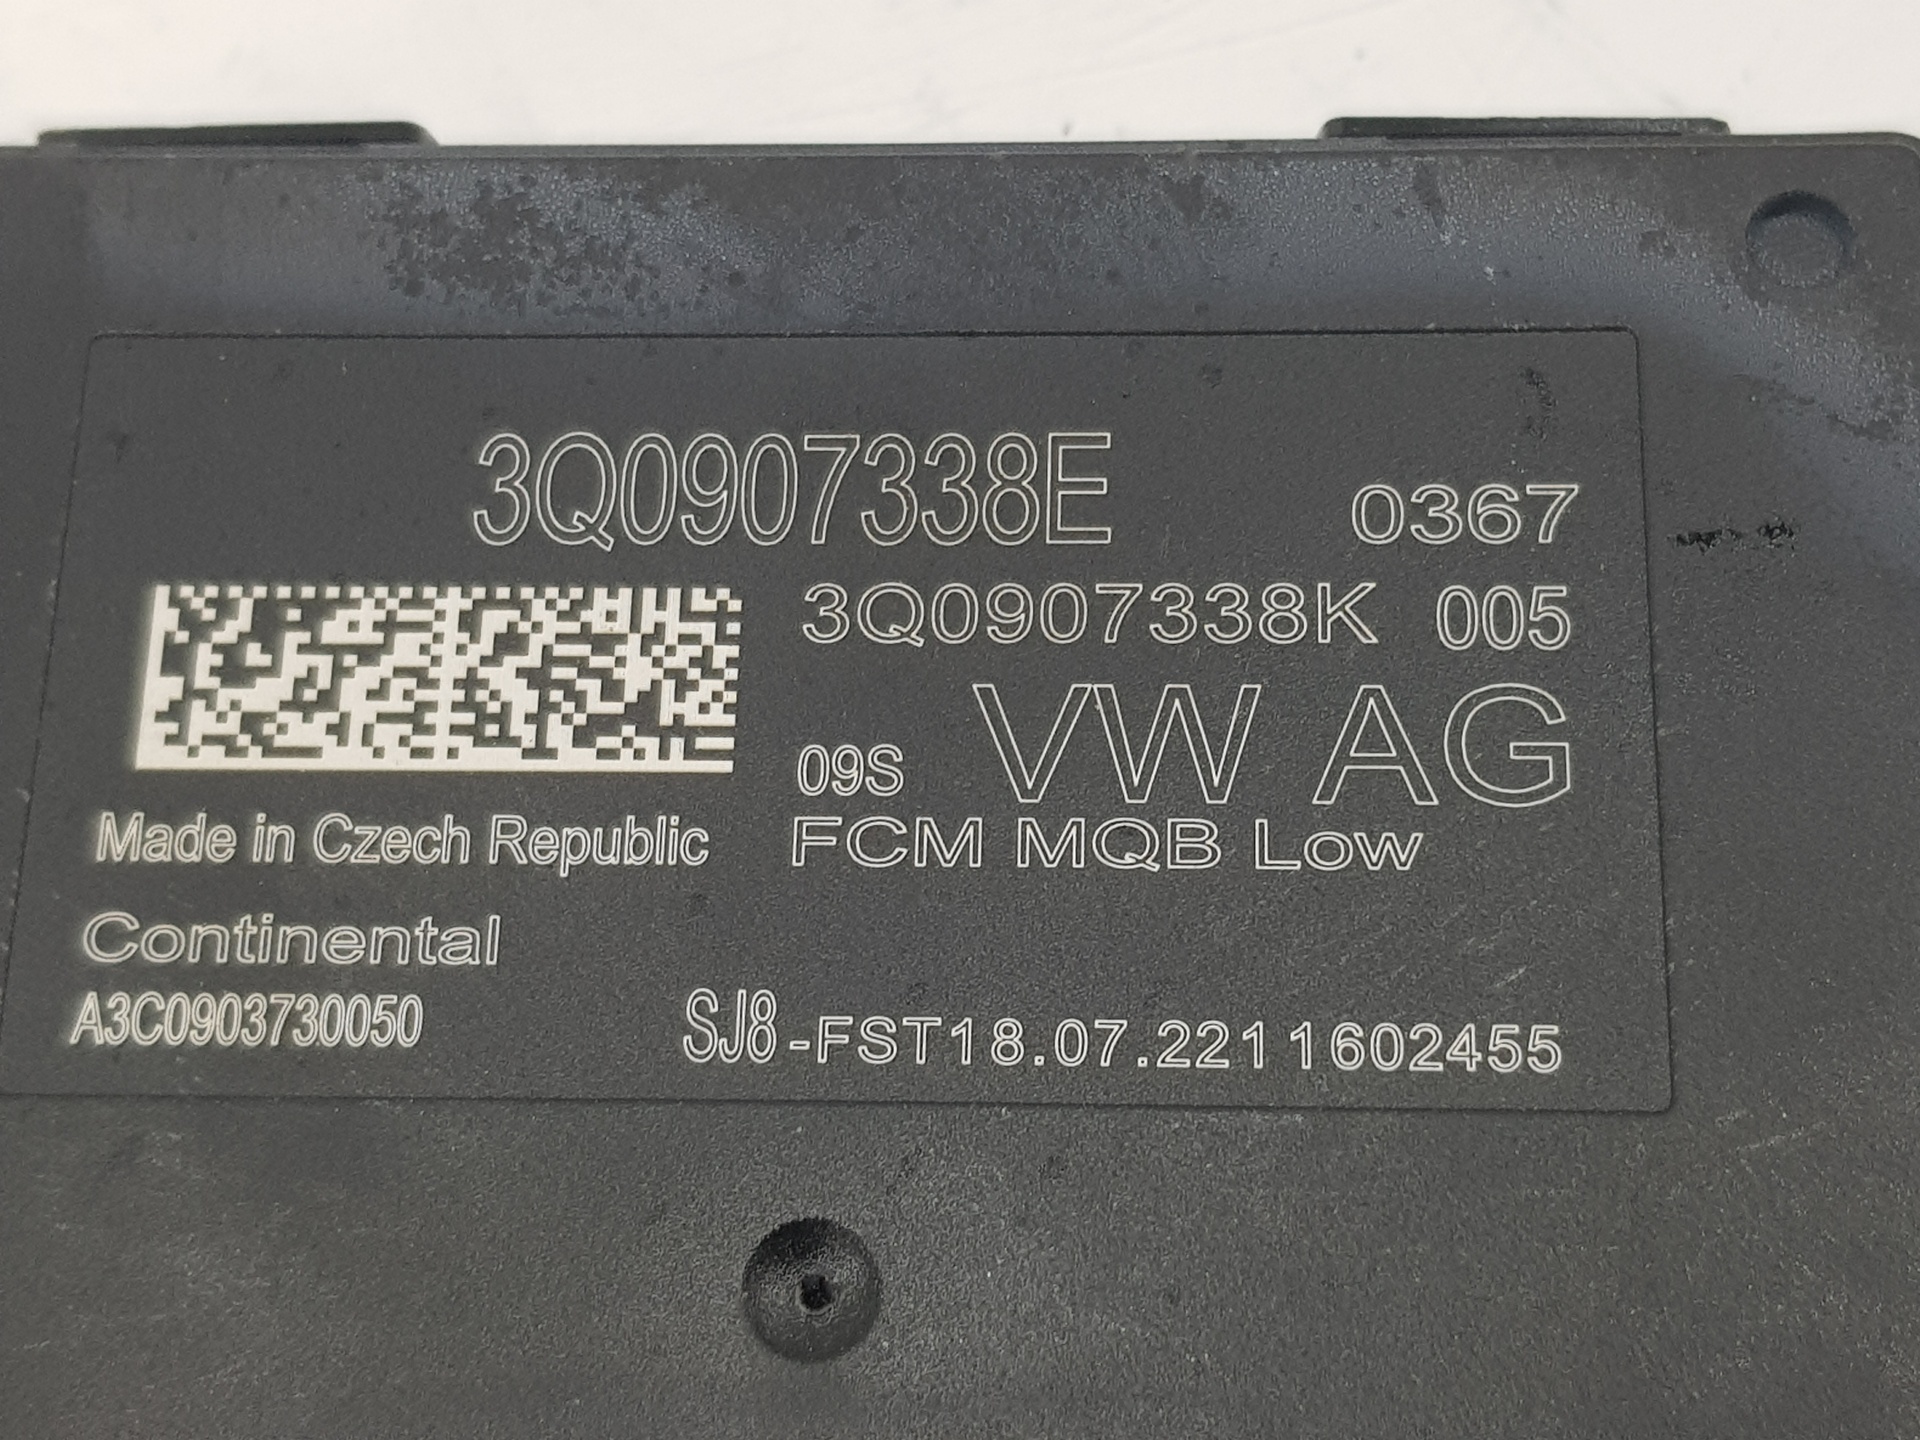 3Q0907338E 0367
3Q0907338K 005
09S VW AG
Made in Czech Republic FCM MQB Low
Continental
A3C0903730050 SJ8-FST18.07.2211602455